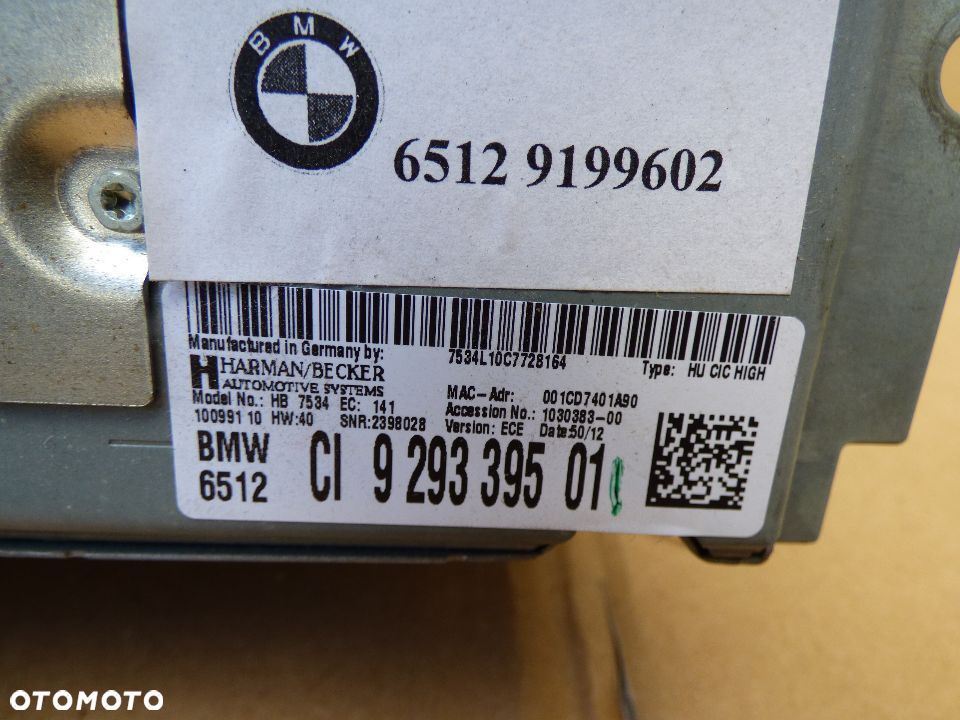 BMW
6512 9199602
Manufactured in Germany by: 7534L10C7728164 Type: HU CIC HIGH
H HARMAN/BECKER
AUTOMOTIVE SYSTEMS MAC-Adr: 001CD7401A90
Model No.: HB 7534 EC: 141 Accession No.: 1030383-00
10099110 HW:40 SNR:2398028 Version: ECE Date:50/12
BMW
6512 CI 9 293 395 01
OTOMOTO